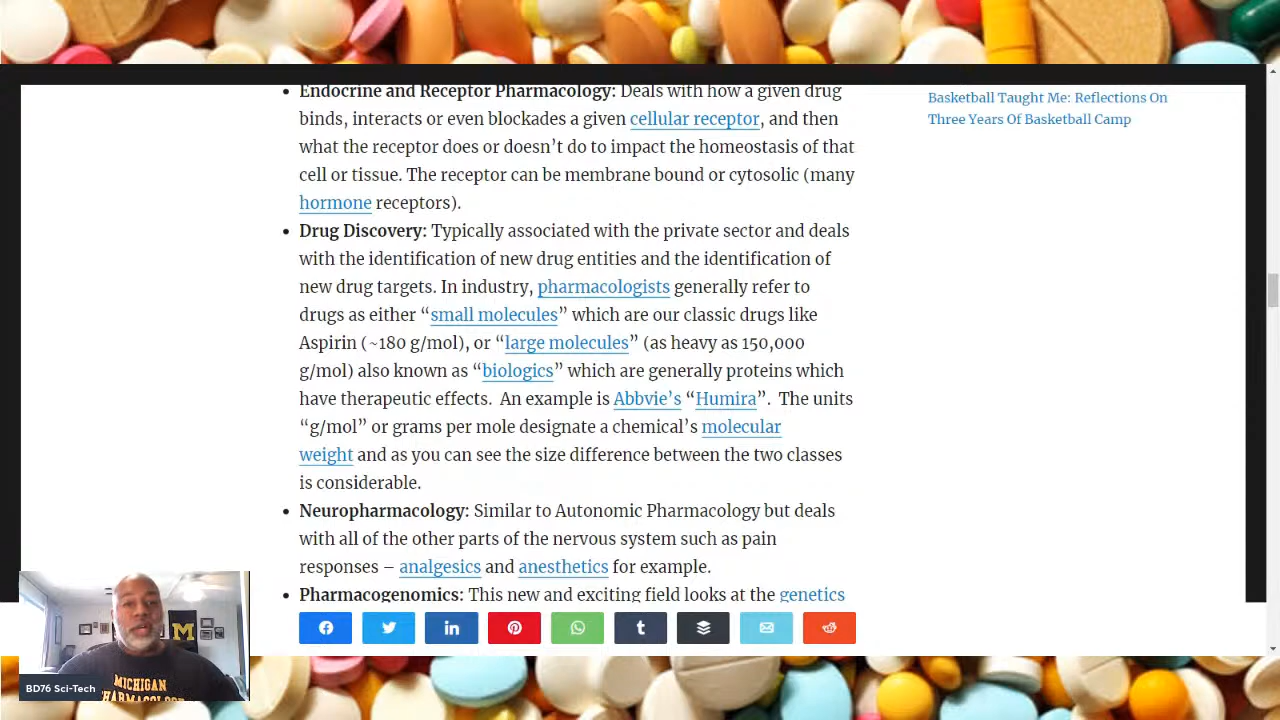 Endocrine and Receptor Pharmacology: Deals with how a given drug
binds, interacts or even blockades a given cellular receptor, and then
what the receptor does or doesn’t do to impact the homeostasis of that
cell or tissue. The receptor can be membrane bound or cytosolic (many
hormone receptors).
Drug Discovery: Typically associated with the private sector and deals
with the identification of new drug entities and the identification of
new drug targets. In industry, pharmacologists generally refer to
drugs as either “small molecules” which are our classic drugs like
Aspirin (~180 g/mol), or “large molecules” (as heavy as 150,000
g/mol) also known as “biologics” which are generally proteins which
have therapeutic effects. An example is Abbvie’s “Humira”. The units
“g/mol” or grams per mole designate a chemical’s molecular
weight and as you can see the size difference between the two classes
is considerable.
Neuropharmacology: Similar to Autonomic Pharmacology but deals
with all of the other parts of the nervous system such as pain
responses – analgesics and anesthetics for example.
Pharmacogenomics: This new and exciting field looks at the genetics
Basketball Taught Me: Reflections On
Three Years Of Basketball Camp
M
BD76 Sci-Tech
MICHIGAN